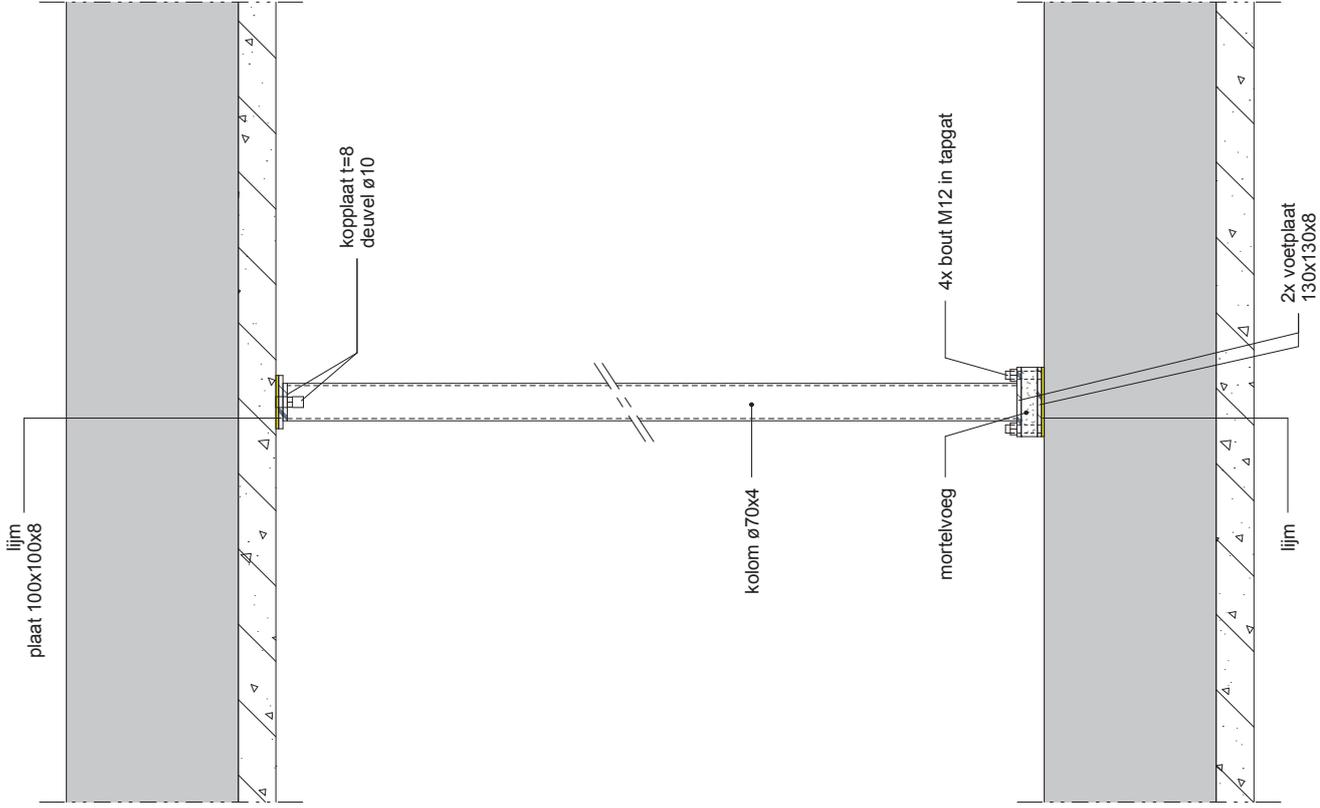 lijm
plaat 100x100x8
kopplaat t=8
deuvel ø10
kolom ø70x4
4x bout M12 in tapgat
mortelvoeg
2x voetplaat
130x130x8
lijm